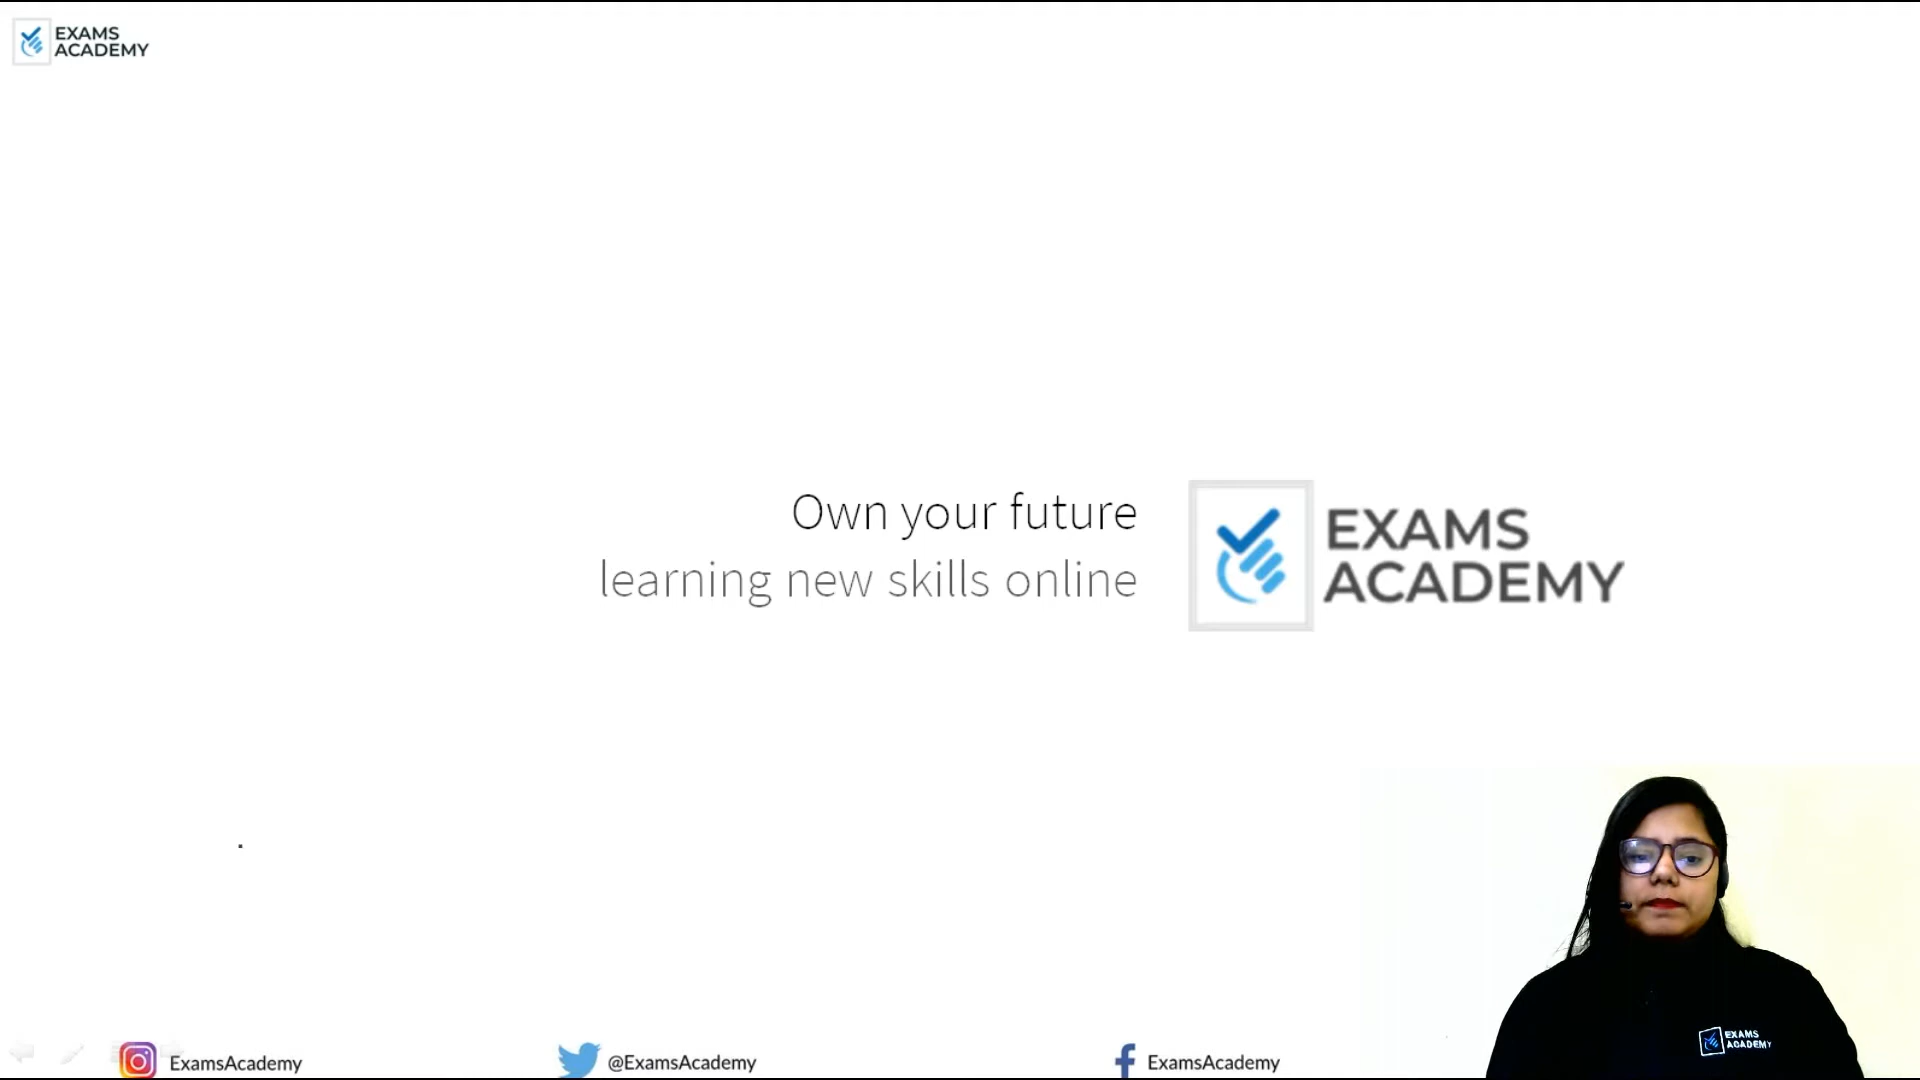 EXAMS
ACADEMY
Own your future
learning new skills online
EXAMS
ACADEMY
EXAMS
ACADEMY
ExamsAcademy
@ExamsAcademy
ExamsAcademy